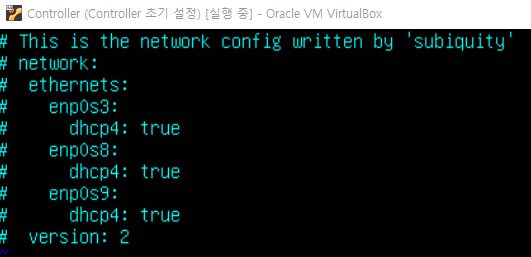 Controller (Controller 초기 설정) [실행 중] - Oracle VM VirtualBox
# This is the network config written by 'subiquity'
# network:
#  ethernets:
#    enp0s3:
#      dhcp4: true
#    enp0s8:
#      dhcp4: true
#    enp0s9:
#      dhcp4: true
#  version: 2
~